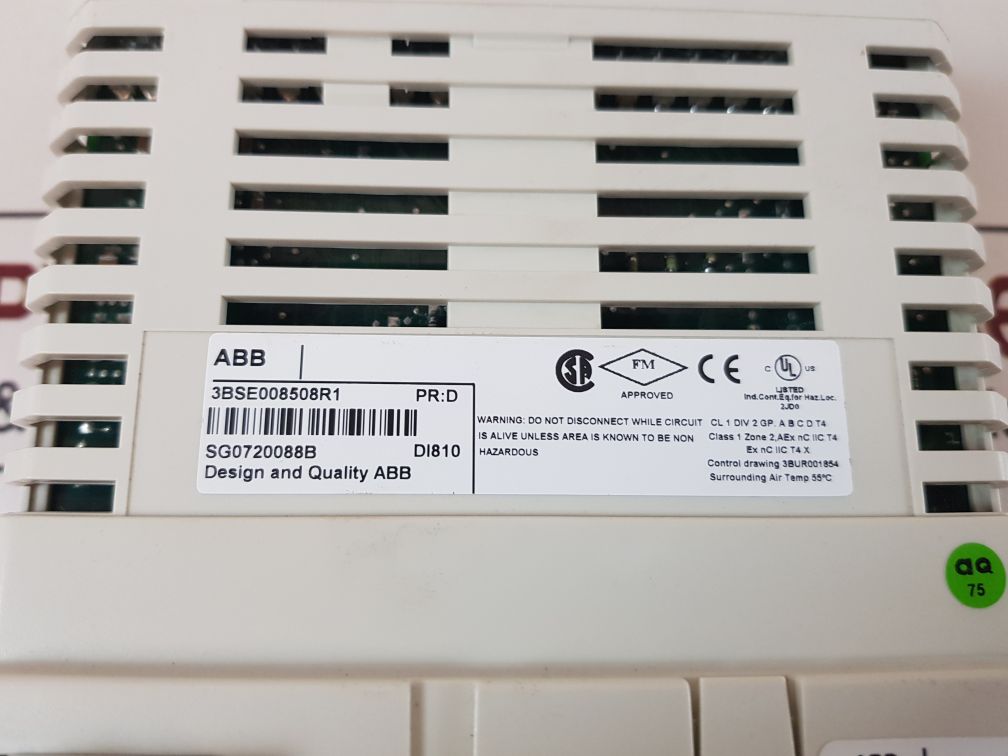 ABB
3BSE008508R1 PR:D
SG0720088B DI810
Design and Quality ABB
SA
FM
APPROVED
CE
C UL US
LISTED
Ind.Cont.Eq.for Haz.Loc.
2JD0
WARNING: DO NOT DISCONNECT WHILE CIRCUIT
IS ALIVE UNLESS AREA IS KNOWN TO BE NON
HAZARDOUS
CL 1 DIV 2 GP. A B C D T4
Class 1 Zone 2,AEx nC IIC T4
Ex nC IIC T4 X
Control drawing 3BUR001854
Surrounding Air Temp 55°C
aQ
75